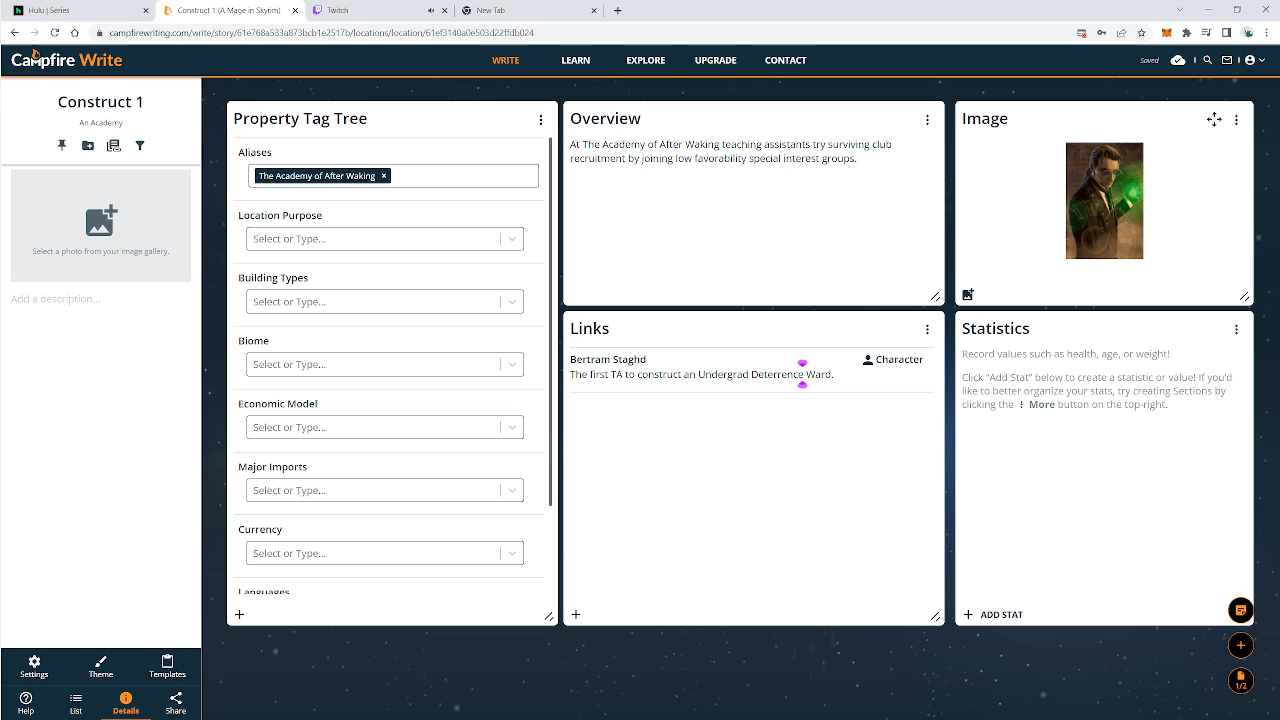 Hulu | Series
Construct 1 (A Mage in Skyrim)
Twitch
New Tab
campfirewriting.com/write/story/61e768a533a873bcb1e2517b/locations/location/61ef3140e951e503d22ffdb024
Campfire Write
WRITE
LEARN
EXPLORE
UPGRADE
CONTACT
Saved
Construct 1
An Academy
Select a photo from your image gallery.
Add a description...
Property Tag Tree
Aliases
The Academy of After Waking
Location Purpose
Select or Type...
Building Types
Select or Type...
Biome
Select or Type...
Economic Model
Select or Type...
Major Imports
Select or Type...
Currency
Select or Type...
Languages
Overview
At The Academy of After Waking teaching assistants try surviving club
recruitment by joining low favorability special interest groups.
Links
Bertram Staghd
Character
The first TA to construct an Undergrad Deterrence Ward.
Image
Statistics
Record values such as health, age, or weight!
Click “Add Stat” below to create a statistic or value! If you’d
like to better organize your stats, try creating Sections by
clicking the ⋮ More button on the top-right.
ADD STAT
1/2
Settings
Theme
Templates
Help
List
Details
Share